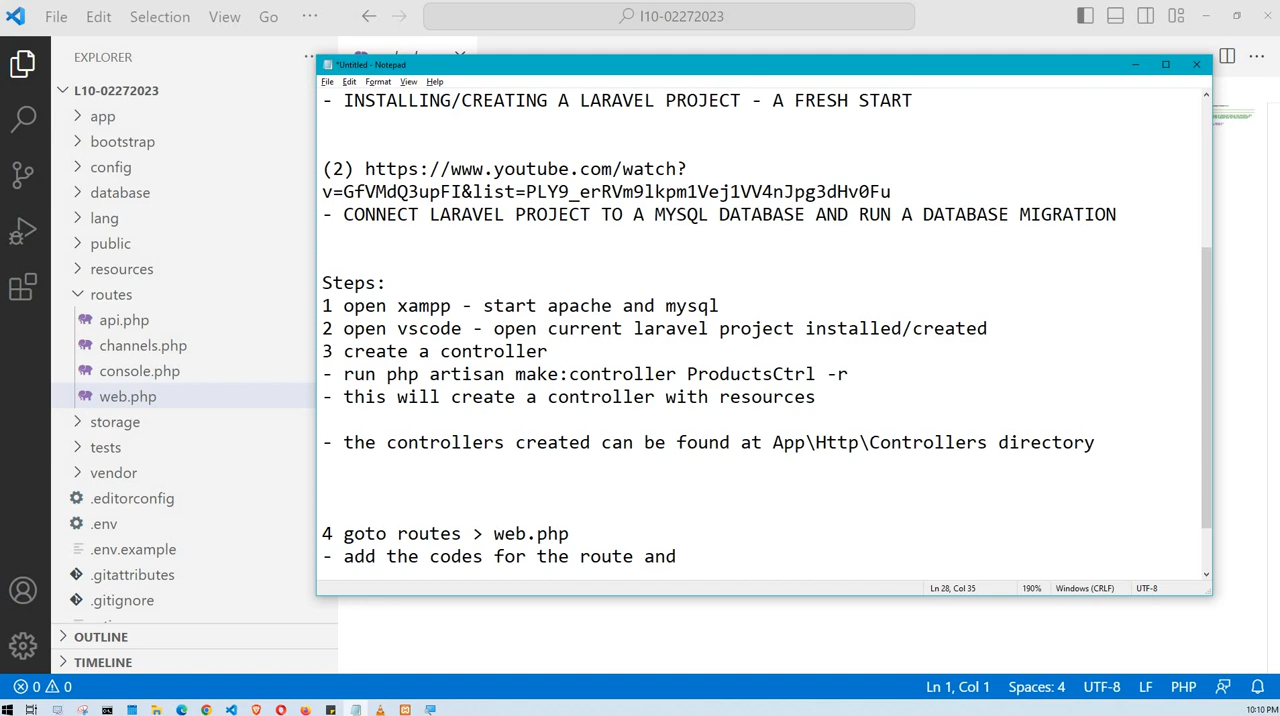 File Edit Selection View Go ··· l10-02272023
EXPLORER
L10-02272023
app
bootstrap
config
database
lang
public
resources
routes
api.php
channels.php
console.php
web.php
storage
tests
vendor
.editorconfig
.env
.env.example
.gitattributes
.gitignore
OUTLINE
TIMELINE
*Untitled - Notepad
File Edit Format View Help
- INSTALLING/CREATING A LARAVEL PROJECT - A FRESH START
(2) https://www.youtube.com/watch?
v=GfVMdQ3upFI&list=PLY9_erRVm9lkpm1Vej1VV4nJpg3dHv0Fu
- CONNECT LARAVEL PROJECT TO A MYSQL DATABASE AND RUN A DATABASE MIGRATION
Steps:
1 open xampp - start apache and mysql
2 open vscode - open current laravel project installed/created
3 create a controller
- run php artisan make:controller ProductsCtrl -r
- this will create a controller with resources
- the controllers created can be found at App\Http\Controllers directory
4 goto routes > web.php
- add the codes for the route and
Ln 28, Col 35 190% Windows (CRLF) UTF-8
0 0 Ln 1, Col 1 Spaces: 4 UTF-8 LF PHP
10:10 PM